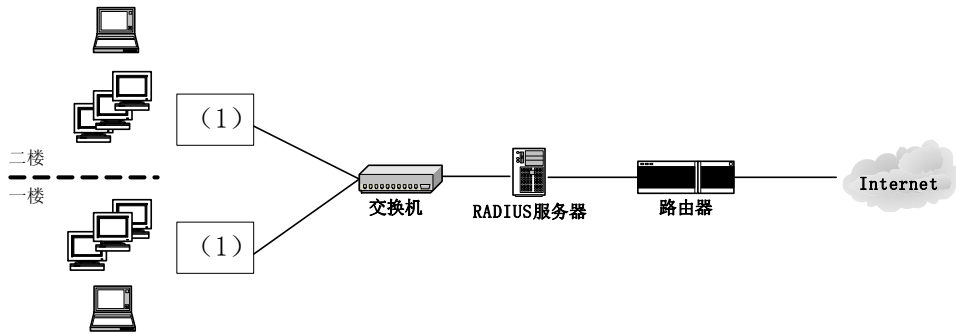 （1）
二楼
一楼
（1）
交换机
RADIUS服务器
路由器
Internet